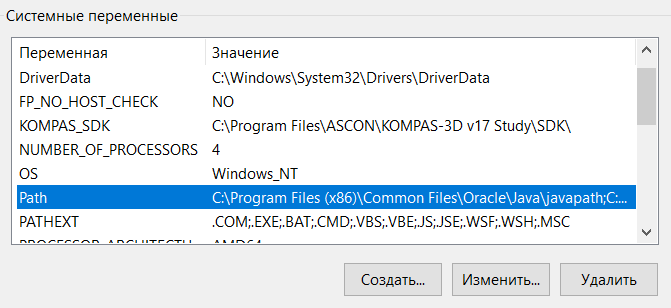 Системные переменные
Переменная Значение
DriverData C:\Windows\System32\Drivers\DriverData
FP_NO_HOST_CHECK NO
KOMPAS_SDK C:\Program Files\ASCON\KOMPAS-3D v17 Study\SDK\
NUMBER_OF_PROCESSORS 4
OS Windows_NT
Path C:\Program Files (x86)\Common Files\Oracle\Java\javapath;C:...
PATHEXT .COM;.EXE;.BAT;.CMD;.VBS;.VBE;.JS;.JSE;.WSF;.WSH;.MSC
PROCESSOR_ARCHITECTU AMD64
Создать... Изменить... Удалить